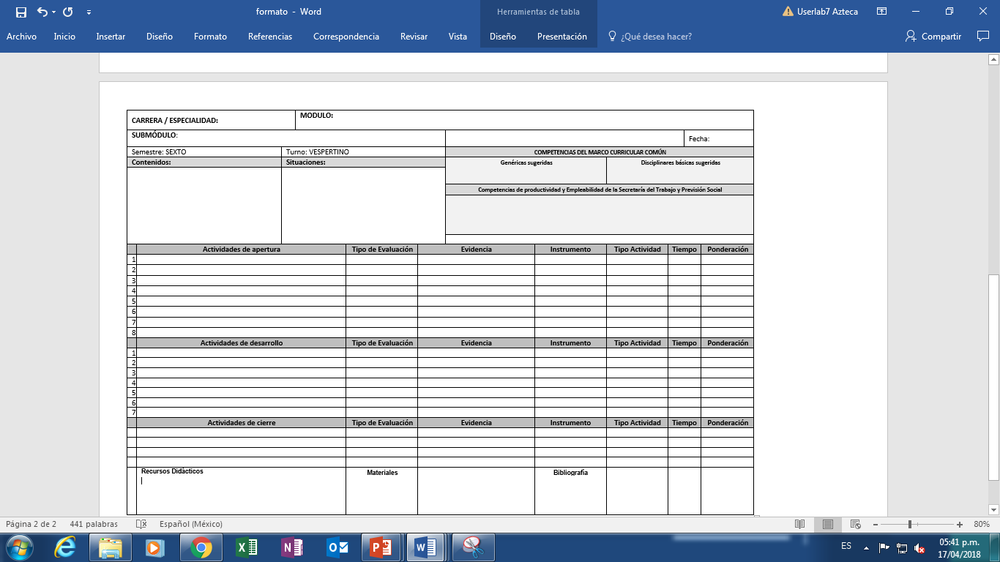 formato - Word
Herramientas de tabla
Userlab7 Azteca
Archivo Inicio Insertar Diseño Formato Referencias Correspondencia Revisar Vista Diseño Presentación ¿Qué desea hacer? Compartir
CARRERA / ESPECIALIDAD: MODULO:
SUBMÓDULO: Fecha:
Semestre: SEXTO Turno: VESPERTINO COMPETENCIAS DEL MARCO CURRICULAR COMÚN
Contenidos: Situaciones: Genéricas sugeridas Disciplinares básicas sugeridas
Competencias de productividad y Empleabilidad de la Secretaría del Trabajo y Previsión Social
Actividades de apertura Tipo de Evaluación Evidencia Instrumento Tipo Actividad Tiempo Ponderación
1
2
3
4
5
6
7
8
Actividades de desarrollo Tipo de Evaluación Evidencia Instrumento Tipo Actividad Tiempo Ponderación
1
2
3
4
5
6
7
Actividades de cierre Tipo de Evaluación Evidencia Instrumento Tipo Actividad Tiempo Ponderación
Recursos Didácticos Materiales Bibliografía
Página 2 de 2 441 palabras Español (México) 80%
ES 05:41 p.m.
17/04/2018